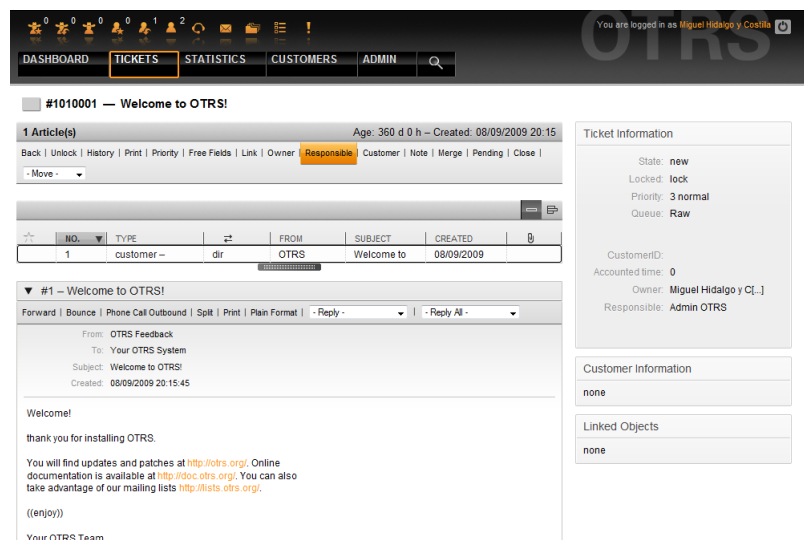 0 0 0 0 1 2
You are logged in as Miguel Hidalgo y Costilla
OTRS
DASHBOARD TICKETS STATISTICS CUSTOMERS ADMIN
#1010001 — Welcome to OTRS!
1 Article(s) Age: 360 d 0 h – Created: 08/09/2009 20:15
Back | Unlock | History | Print | Priority | Free Fields | Link | Owner | Responsible | Customer | Note | Merge | Pending | Close |
- Move -
NO. TYPE FROM SUBJECT CREATED
1 customer – dir OTRS Welcome to 08/09/2009
#1 – Welcome to OTRS!
Forward | Bounce | Phone Call Outbound | Split | Print | Plain Format | - Reply - | - Reply All -
From: OTRS Feedback
To: Your OTRS System
Subject: Welcome to OTRS!
Created: 08/09/2009 20:15:45
Welcome!
thank you for installing OTRS.
You will find updates and patches at http://otrs.org/. Online
documentation is available at http://doc.otrs.org/. You can also
take advantage of our mailing lists http://lists.otrs.org/.
((enjoy))
Your OTRS Team
Ticket Information
State: new
Locked: lock
Priority: 3 normal
Queue: Raw
CustomerID:
Accounted time: 0
Owner: Miguel Hidalgo y C[...]
Responsible: Admin OTRS
Customer Information
none
Linked Objects
none